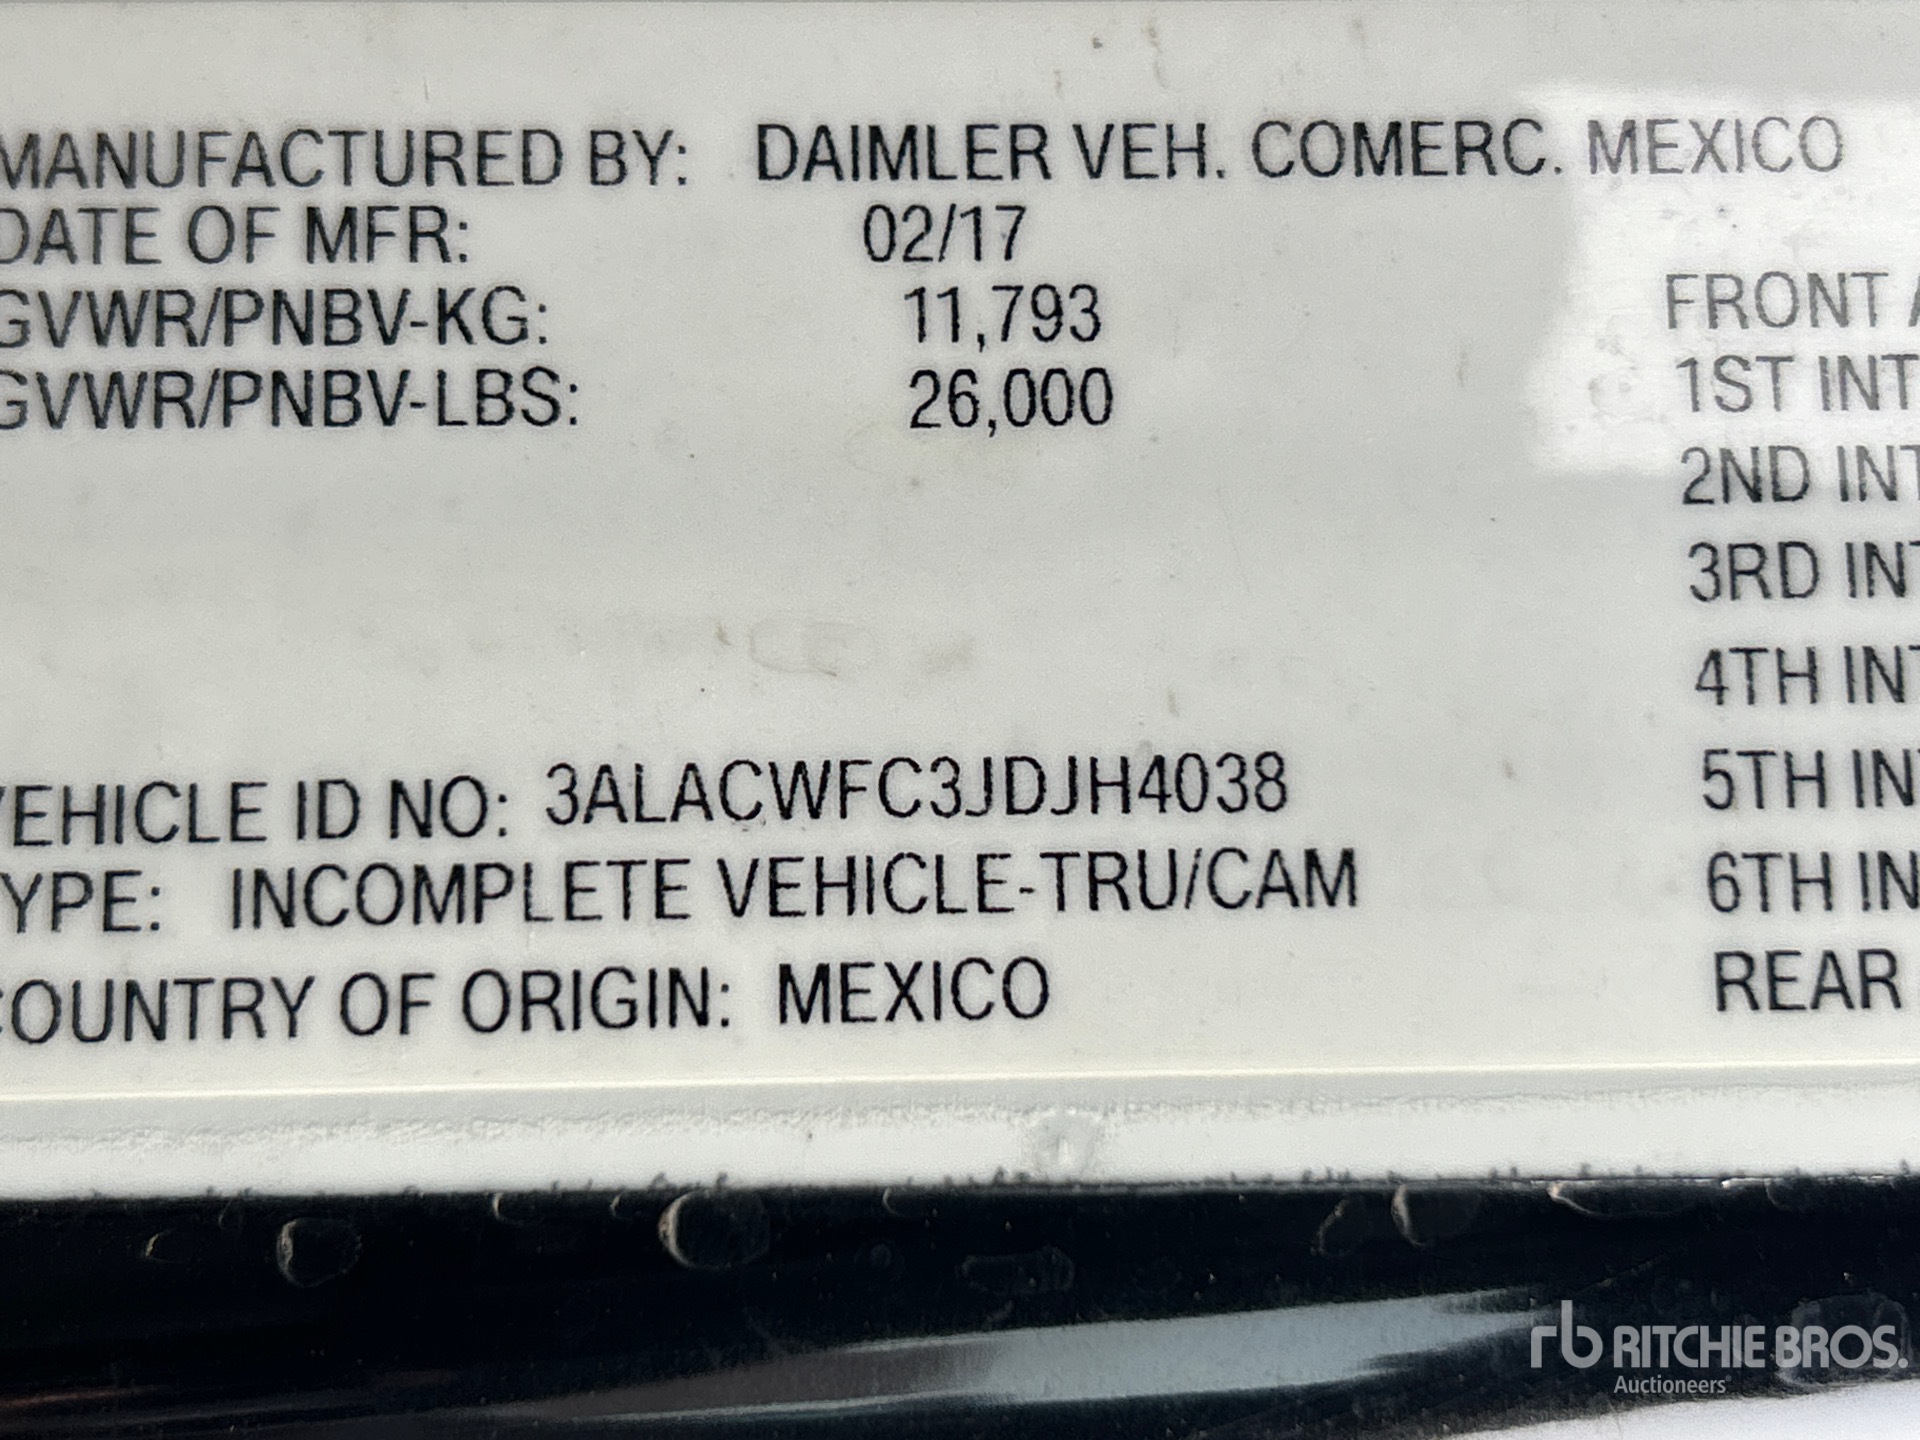 MANUFACTURED BY: DAIMLER VEH. COMERC. MEXICO
DATE OF MFR: 02/17
GVWR/PNBV-KG: 11,793
GVWR/PNBV-LBS: 26,000
VEHICLE ID NO: 3ALACWFC3JDJH4038
TYPE: INCOMPLETE VEHICLE-TRU/CAM
COUNTRY OF ORIGIN: MEXICO
FRONT A
1ST INT
2ND INT
3RD INT
4TH INT
5TH INT
6TH IN
REAR
rb RITCHIE BROS.
Auctioneers